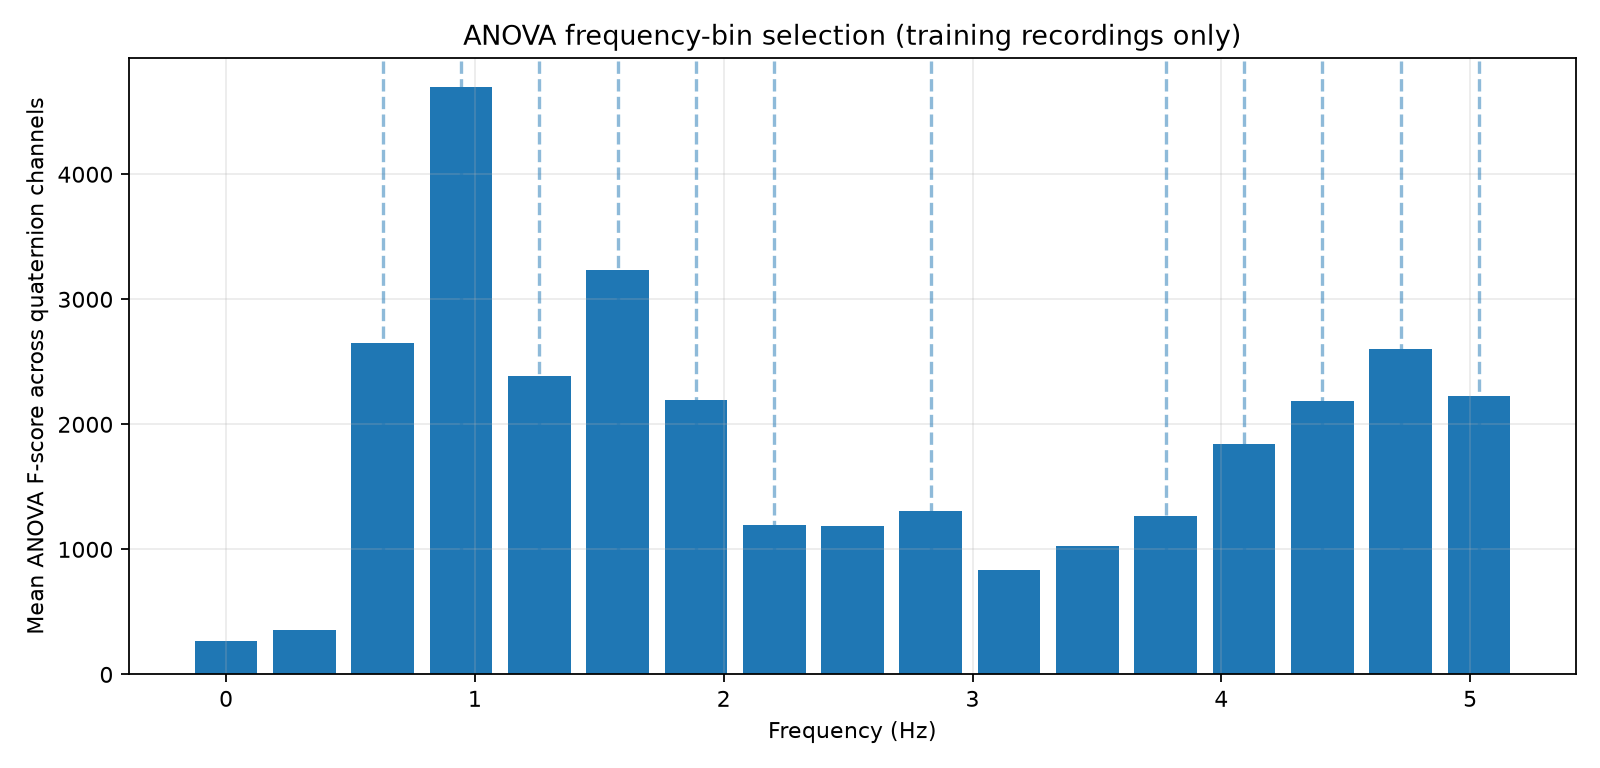 ANOVA frequency-bin selection (training recordings only)
Mean ANOVA F-score across quaternion channels
4000
3000
2000
1000
0
0 1 2 3 4 5
Frequency (Hz)